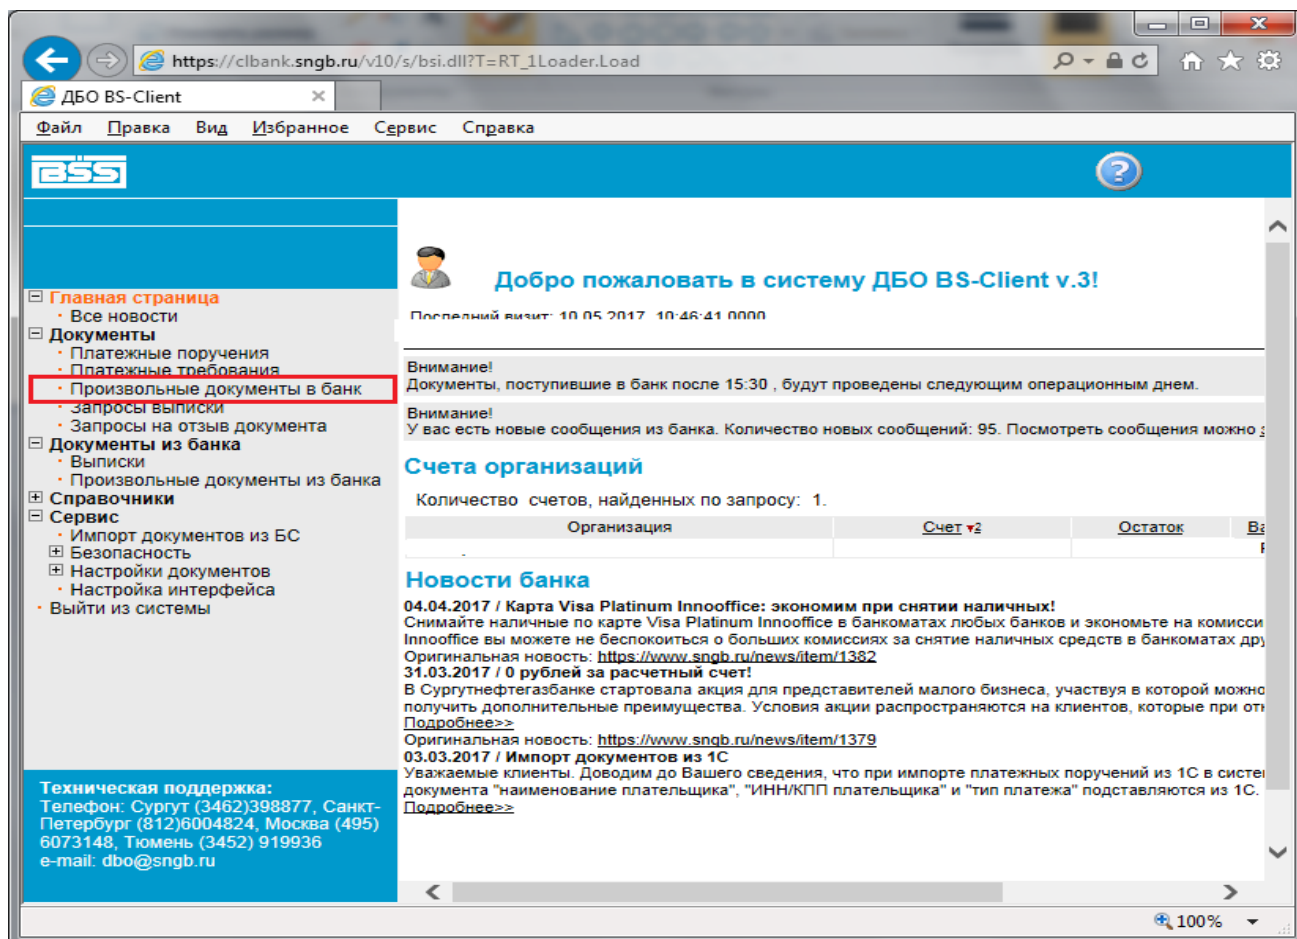 https://clbank.sngb.ru/v10/s/bsi.dll?T=RT_1Loader.Load
ДБО BS-Client
Файл Правка Вид Избранное Сервис Справка
BSS
Добро пожаловать в систему ДБО BS-Client v.3!
Последний визит: 10.05.2017 10:46:41.0000
Главная страница
Все новости
Документы
Платежные поручения
Платежные требования
Произвольные документы в банк
Запросы выписки
Запросы на отзыв документа
Документы из банка
Выписки
Произвольные документы из банка
Справочники
Сервис
Импорт документов из БС
Безопасность
Настройки документов
Настройка интерфейса
Выйти из системы
Внимание!
Документы, поступившие в банк после 15:30 , будут проведены следующим операционным днем.
Внимание!
У вас есть новые сообщения из банка. Количество новых сообщений: 95. Посмотреть сообщения можно
Счета организаций
Количество счетов, найденных по запросу: 1.
Организация Счет 2 Остаток Ва
Новости банка
04.04.2017 / Карта Visa Platinum Innooffice: экономим при снятии наличных!
Снимайте наличные по карте Visa Platinum Innooffice в банкоматах любых банков и экономьте на комисси
Innooffice вы можете не беспокоиться о больших комиссиях за снятие наличных средств в банкоматах дру
Оригинальная новость: https://www.sngb.ru/news/item/1382
31.03.2017 / 0 рублей за расчетный счет!
В Сургутнефтегазбанке стартовала акция для представителей малого бизнеса, участвуя в которой можно
получить дополнительные преимущества. Условия акции распространяются на клиентов, которые при отк
Подробнее>>
Оригинальная новость: https://www.sngb.ru/news/item/1379
03.03.2017 / Импорт документов из 1С
Уважаемые клиенты. Доводим до Вашего сведения, что при импорте платежных поручений из 1С в систем
документа "наименование плательщика", "ИНН/КПП плательщика" и "тип платежа" подставляются из 1С.
Подробнее>>
Техническая поддержка:
Телефон: Сургут (3462)398877, Санкт-
Петербург (812)6004824, Москва (495)
6073148, Тюмень (3452) 919936
e-mail: dbo@sngb.ru
100%